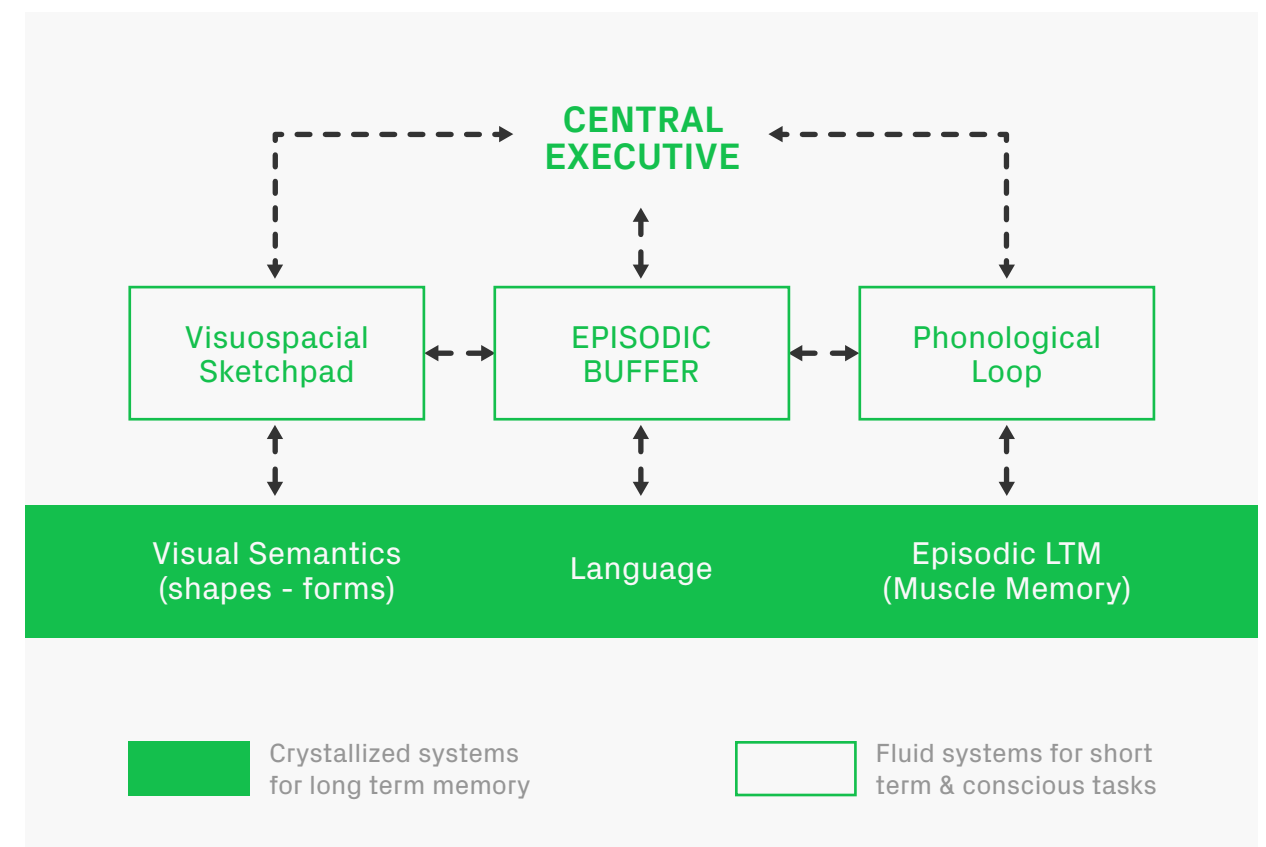 CENTRAL
EXECUTIVE
Visuospacial
Sketchpad
EPISODIC
BUFFER
Phonological
Loop
Visual Semantics
(shapes - forms)
Language
Episodic LTM
(Muscle Memory)
Crystallized systems
for long term memory
Fluid systems for short
term & conscious tasks